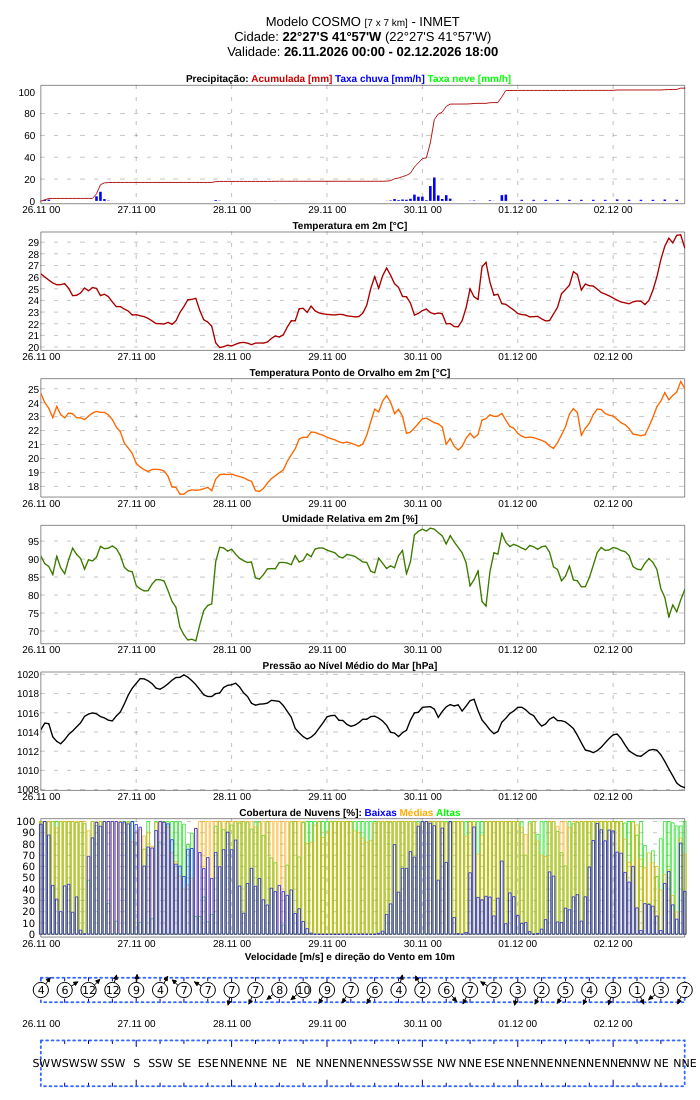 Modelo COSMO [7 x 7 km] - INMET
Cidade: 22°27'S 41°57'W (22°27'S 41°57'W)
Validade: 26.11.2026 00:00 - 02.12.2026 18:00
Precipitação: Acumulada [mm] Taxa chuva [mm/h] Taxa neve [mm/h]
100
80
60
40
20
0
26.11 00 27.11 00 28.11 00 29.11 00 30.11 00 01.12 00 02.12 00
Temperatura em 2m [°C]
29
28
27
26
25
24
23
22
21
20
26.11 00 27.11 00 28.11 00 29.11 00 30.11 00 01.12 00 02.12 00
Temperatura Ponto de Orvalho em 2m [°C]
25
24
23
22
21
20
19
18
26.11 00 27.11 00 28.11 00 29.11 00 30.11 00 01.12 00 02.12 00
Umidade Relativa em 2m [%]
95
90
85
80
75
70
26.11 00 27.11 00 28.11 00 29.11 00 30.11 00 01.12 00 02.12 00
Pressão ao Nível Médio do Mar [hPa]
1020
1018
1016
1014
1012
1010
1008
26.11 00 27.11 00 28.11 00 29.11 00 30.11 00 01.12 00 02.12 00
Cobertura de Nuvens [%]: Baixas Médias Altas
100
90
80
70
60
50
40
30
20
10
0
26.11 00 27.11 00 28.11 00 29.11 00 30.11 00 01.12 00 02.12 00
Velocidade [m/s] e direção do Vento em 10m
4 6 12 12 9 4 7 7 7 7 8 10 9 7 6 4 2 6 7 2 3 2 5 4 3 1 3 7
26.11 00 27.11 00 28.11 00 29.11 00 30.11 00 01.12 00 02.12 00
SW WSW SW SSW S SSW SE ESE NNE NNE NE NE NNE NNE NNE SSW SSE NW NNE ESE NNE NNE NNE NNE NNE NNW NE NNE